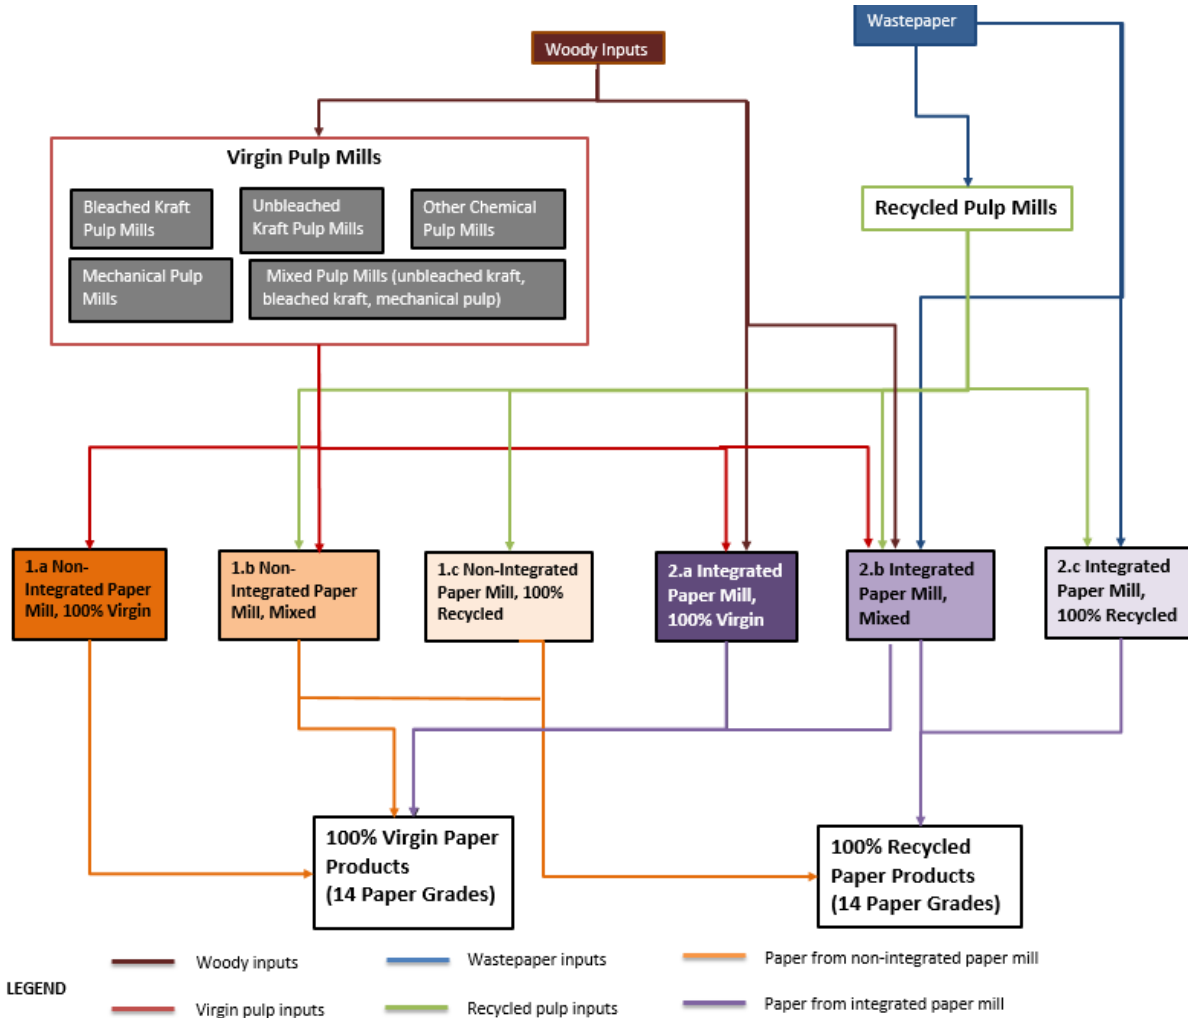 Wastepaper
Woody Inputs
Virgin Pulp Mills
Bleached Kraft
Pulp Mills
Unbleached
Kraft Pulp Mills
Other Chemical
Pulp Mills
Mechanical Pulp
Mills
Mixed Pulp Mills (unbleached kraft,
bleached kraft, mechanical pulp)
Recycled Pulp Mills
1.a Non-
Integrated Paper
Mill, 100% Virgin
1.b Non-
Integrated Paper
Mill, Mixed
1.c Non-Integrated
Paper Mill, 100%
Recycled
2.a Integrated
Paper Mill,
100% Virgin
2.b Integrated
Paper Mill,
Mixed
2.c Integrated
Paper Mill,
100% Recycled
100% Virgin Paper
Products
(14 Paper Grades)
100% Recycled
Paper Products
(14 Paper Grades)
LEGEND
Woody inputs
Wastepaper inputs
Paper from non-integrated paper mill
Virgin pulp inputs
Recycled pulp inputs
Paper from integrated paper mill